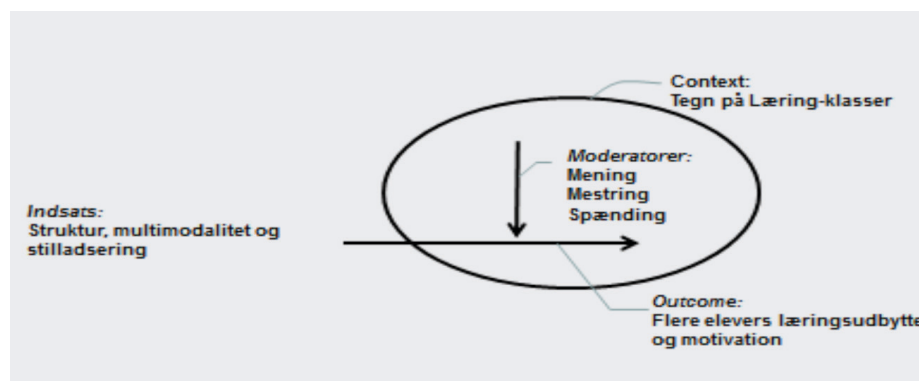 Context:
Tegn på Læring-klasser
Moderatorer:
Mening
Mestring
Spænding
Indsats:
Struktur, multimodalitet og
stilladsering
Outcome:
Flere elevers læringsudbytte
og motivation